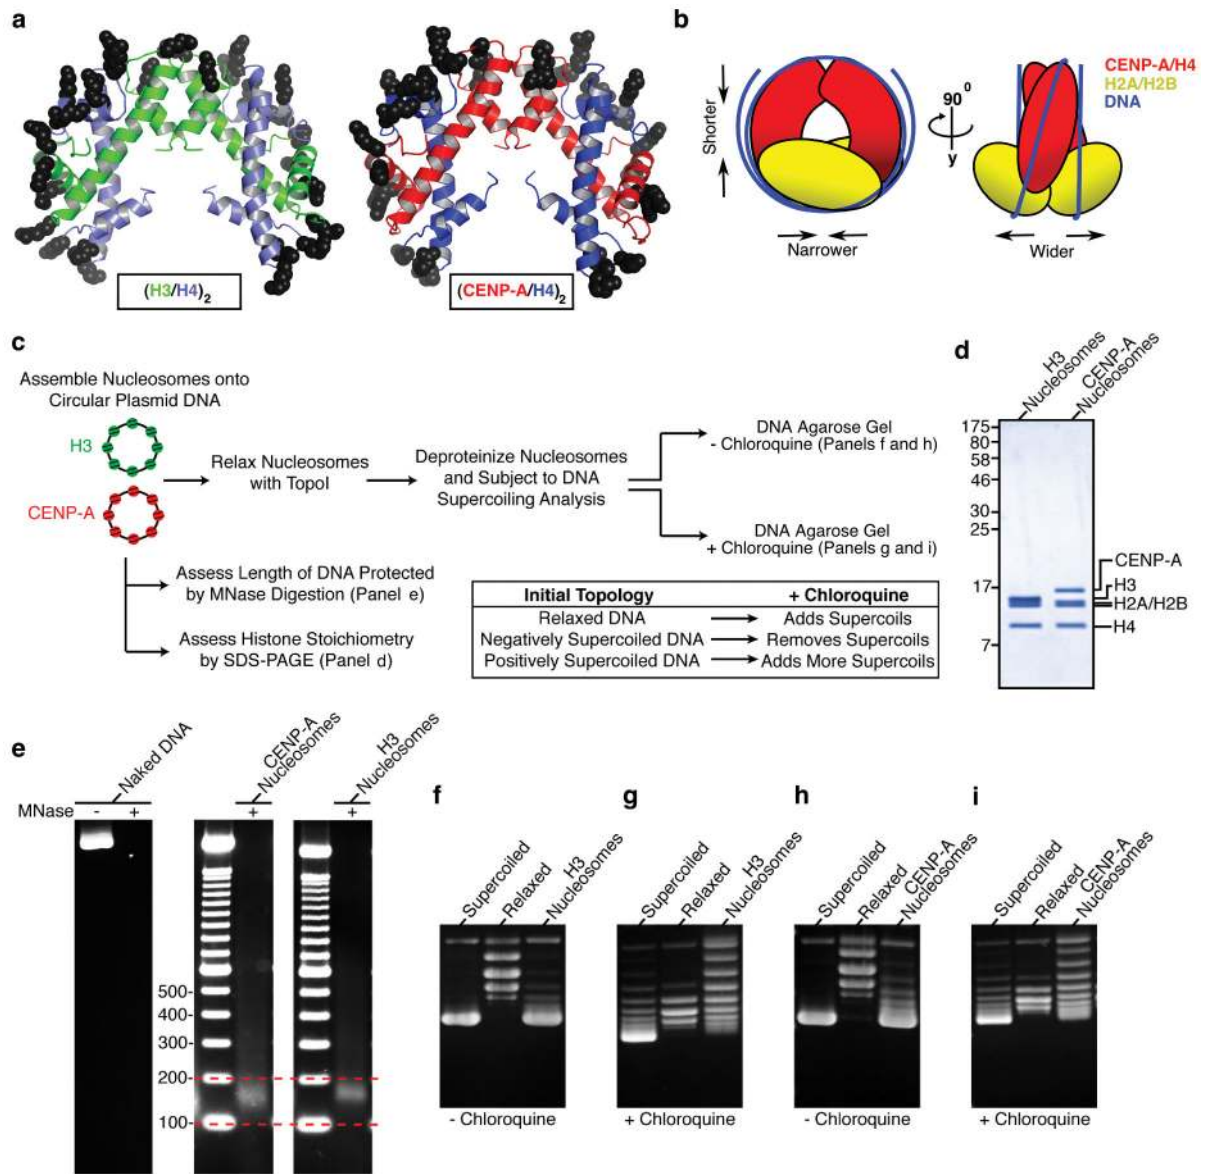 a
(H3/H4)2
(CENP-A/H4)2
b
Shorter
Narrower
90 0
y
Wider
CENP-A/H4
H2A/H2B
DNA
c
Assemble Nucleosomes onto
Circular Plasmid DNA
H3
CENP-A
Relax Nucleosomes
with TopoI
Deproteinize Nucleosomes
and Subject to DNA
Supercoiling Analysis
DNA Agarose Gel
- Chloroquine (Panels f and h)
DNA Agarose Gel
+ Chloroquine (Panels g and i)
Assess Length of DNA Protected
by MNase Digestion (Panel e)
Assess Histone Stoichiometry
by SDS-PAGE (Panel d)
Initial Topology + Chloroquine
Relaxed DNA Adds Supercoils
Negatively Supercoiled DNA Removes Supercoils
Positively Supercoiled DNA Adds More Supercoils
d
H3
Nucleosomes
CENP-A
Nucleosomes
175
80
58
46
30
25
17
7
CENP-A
H3
H2A/H2B
H4
e
Naked DNA
CENP-A
Nucleosomes
H3
Nucleosomes
MNase - + + +
500
400
300
200
100
f
Supercoiled
Relaxed
H3
Nucleosomes
- Chloroquine
g
Supercoiled
Relaxed
H3
Nucleosomes
+ Chloroquine
h
Supercoiled
Relaxed
CENP-A
Nucleosomes
- Chloroquine
i
Supercoiled
Relaxed
CENP-A
Nucleosomes
+ Chloroquine